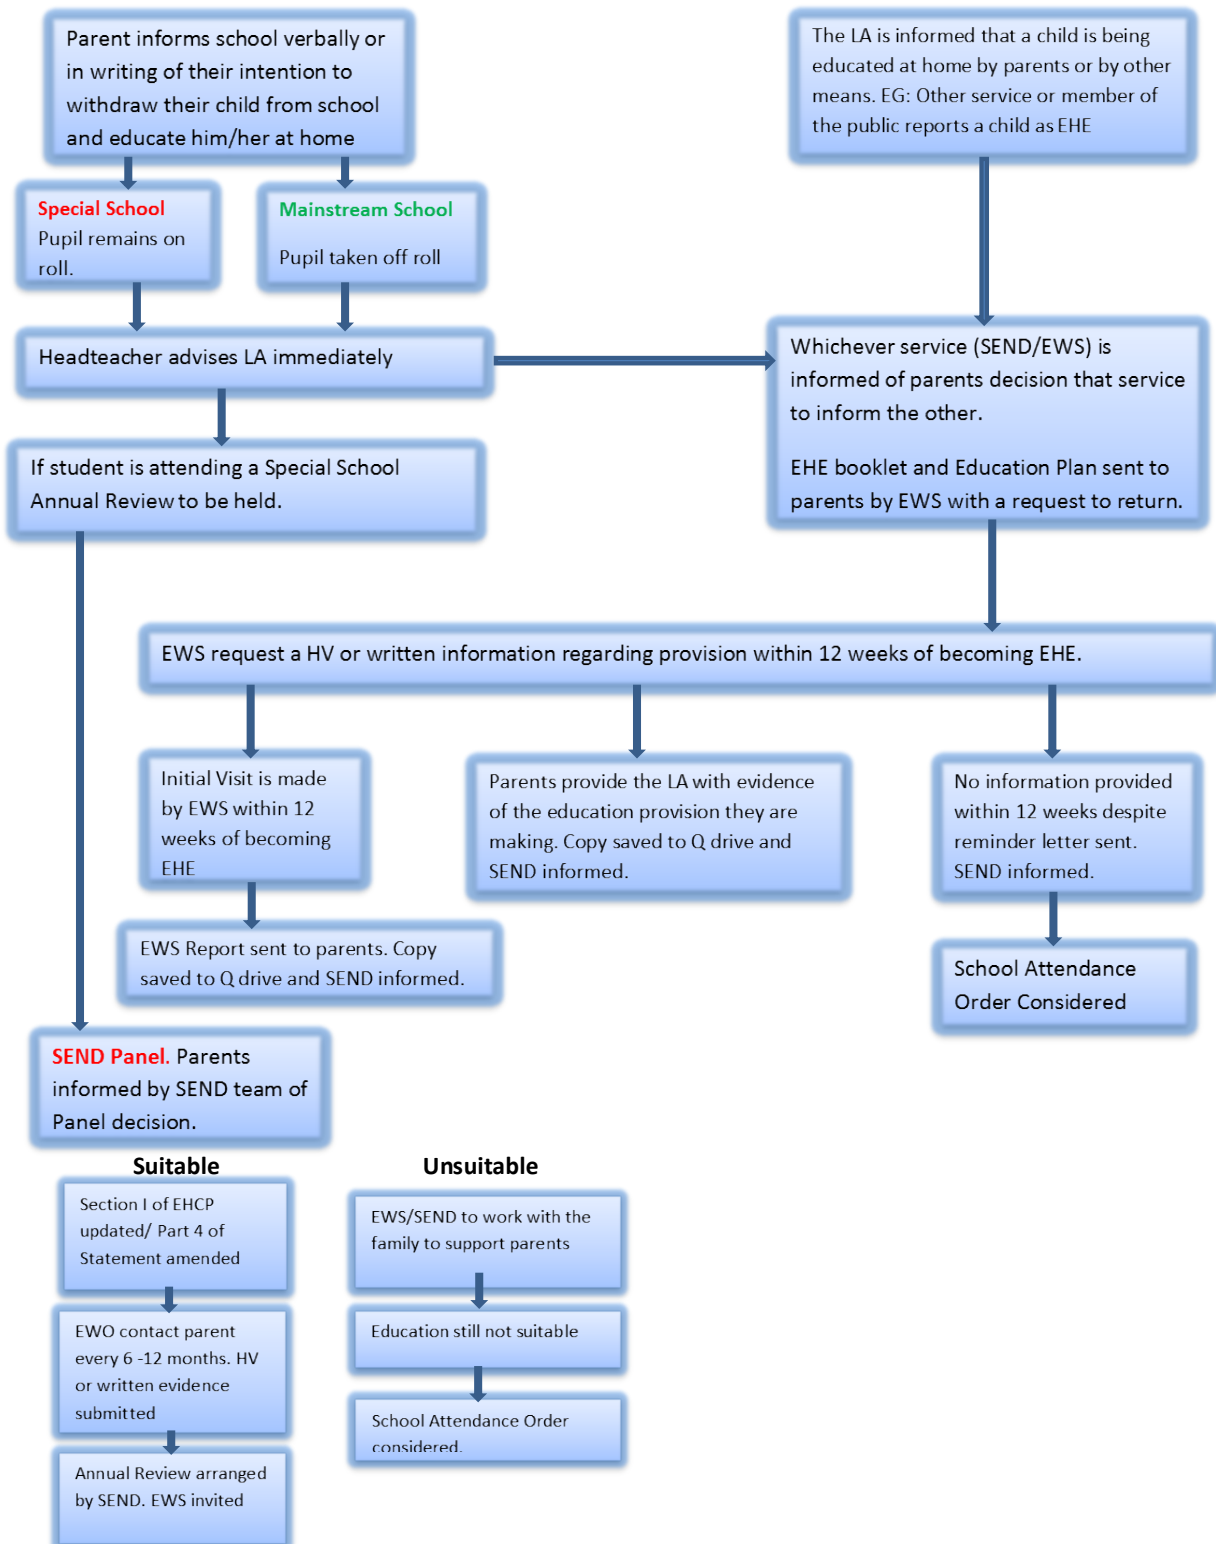 Parent informs school verbally or
in writing of their intention to
withdraw their child from school
and educate him/her at home
The LA is informed that a child is being
educated at home by parents or by other
means. EG: Other service or member of
the public reports a child as EHE
Special School
Pupil remains on
roll.
Mainstream School
Pupil taken off roll
Headteacher advises LA immediately
Whichever service (SEND/EWS) is
informed of parents decision that service
to inform the other.
EHE booklet and Education Plan sent to
parents by EWS with a request to return.
If student is attending a Special School
Annual Review to be held.
EWS request a HV or written information regarding provision within 12 weeks of becoming EHE.
Initial Visit is made
by EWS within 12
weeks of becoming
EHE
Parents provide the LA with evidence
of the education provision they are
making. Copy saved to Q drive and
SEND informed.
No information provided
within 12 weeks despite
reminder letter sent.
SEND informed.
EWS Report sent to parents. Copy
saved to Q drive and SEND informed.
School Attendance
Order Considered
SEND Panel. Parents
informed by SEND team of
Panel decision.
Suitable
Section I of EHCP
updated/ Part 4 of
Statement amended
EWO contact parent
every 6 -12 months. HV
or written evidence
submitted
Annual Review arranged
by SEND. EWS invited
Unsuitable
EWS/SEND to work with the
family to support parents
Education still not suitable
School Attendance Order
considered.